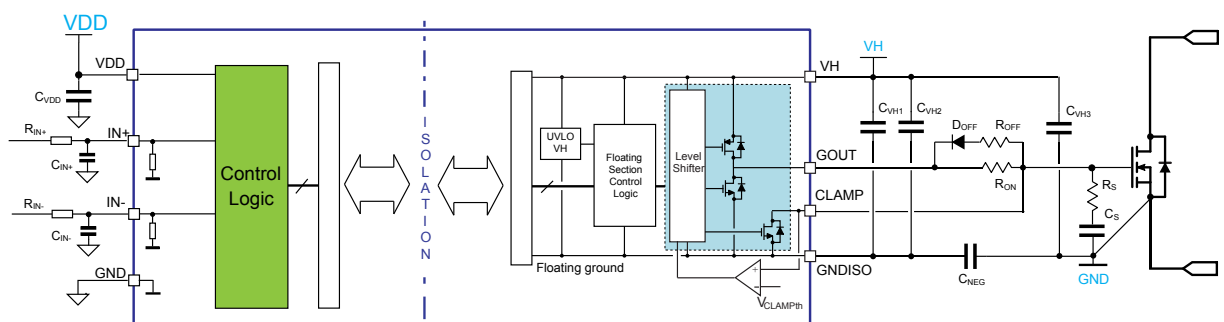 VDD
VDD
CVDD
RIN+
IN+
CIN+
RIN-
IN-
CIN-
GND
Control
Logic
ISOLATION
UVLO
VH
Floating
Section
Control
Logic
Level
Shifter
Floating ground
+
VCLAMPth
VH
GOUT
CLAMP
GNDISO
VH
CVH1
CVH2
DOFF
ROFF
RON
CVH3
RS
CS
CNEG
GND